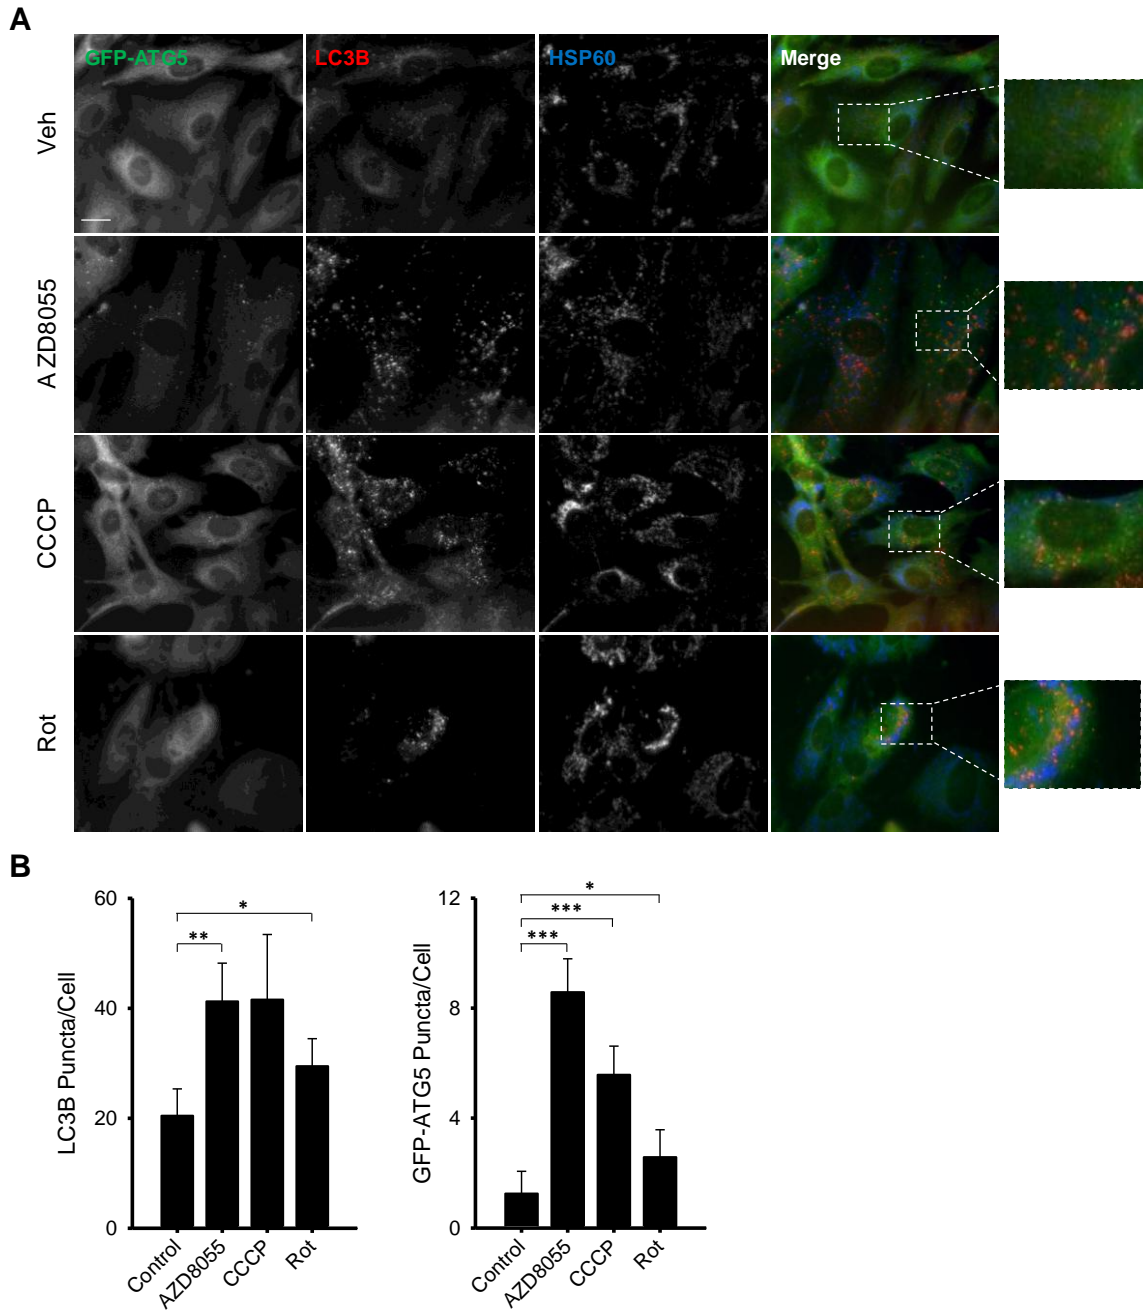 A
GFP-ATG5 LC3B HSP60 Merge
Veh
AZD8055
CCCP
Rot
B
LC3B Puncta/Cell
60
40
20
0
*
**
Control AZD8055 CCCP Rot
GFP-ATG5 Puncta/Cell
12
8
4
0
*
***
***
Control AZD8055 CCCP Rot